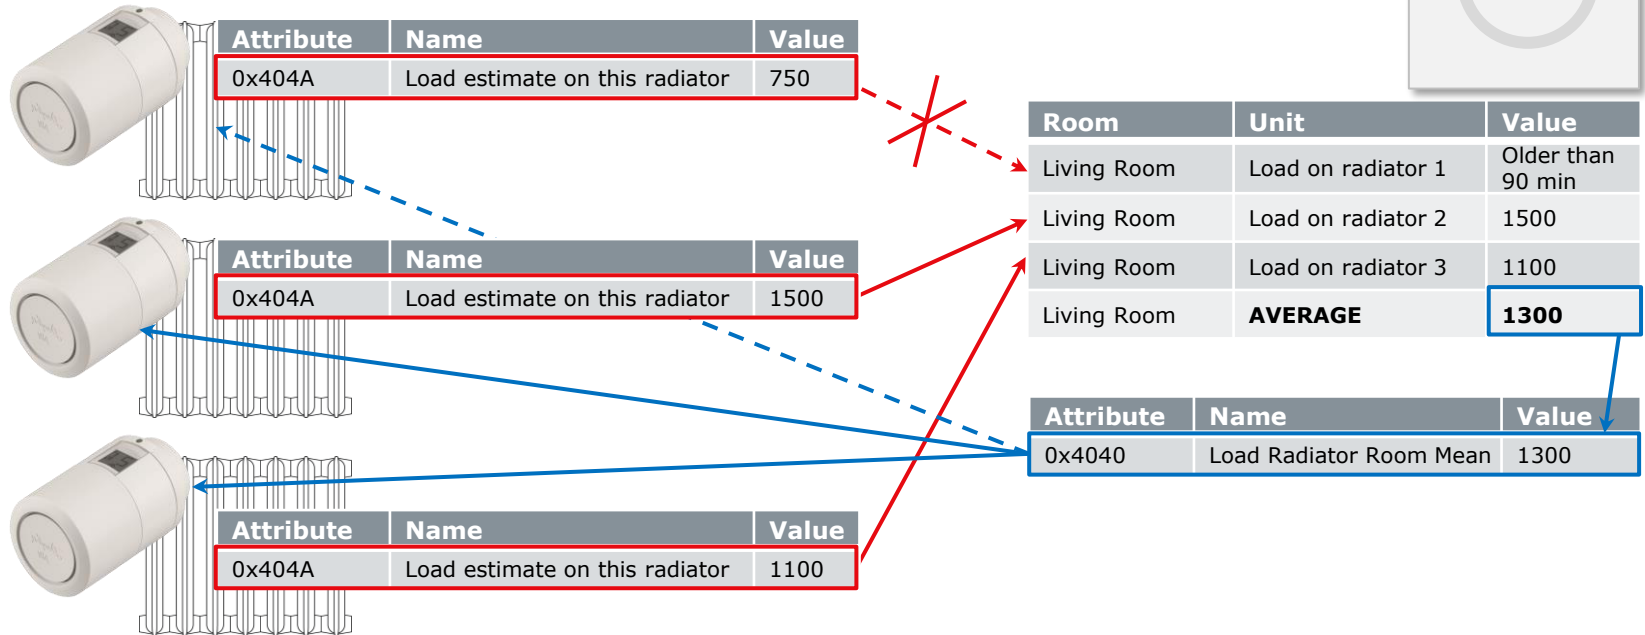 Attribute Name Value
0x404A Load estimate on this radiator 750
Room Unit Value
Living Room Load on radiator 1 Older than
90 min
Living Room Load on radiator 2 1500
Living Room Load on radiator 3 1100
Living Room AVERAGE 1300
Attribute Name Value
0x404A Load estimate on this radiator 1500
Attribute Name Value
0x4040 Load Radiator Room Mean 1300
Attribute Name Value
0x404A Load estimate on this radiator 1100